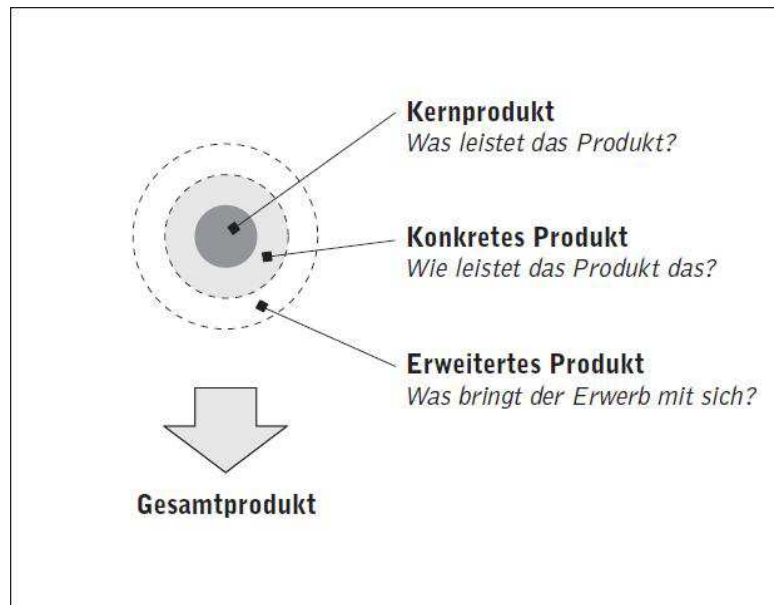 Kernprodukt
Was leistet das Produkt?
Konkretes Produkt
Wie leistet das Produkt das?
Erweitertes Produkt
Was bringt der Erwerb mit sich?
Gesamtprodukt